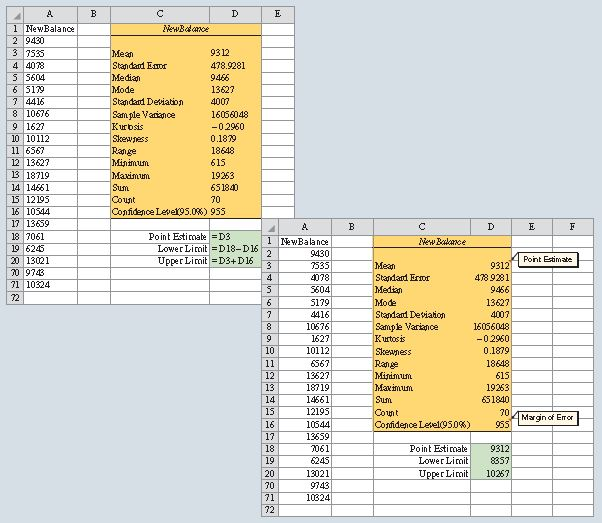 A B C D E
1 NewBalance NewBalance
2 9430
3 7535 Mean 9312
4 4078 Standard Error 478.9281
5 5604 Median 9466
6 5179 Mode 13627
7 4416 Standard Deviation 4007
8 10676 Sample Variance 16056048
9 1627 Kurtosis −0.2960
10 10112 Skewness 0.1879
11 6567 Range 18648
12 13627 Minimum 615
13 18719 Maximum 19263
14 14661 Sum 651840
15 12195 Count 70
16 10544 Confidence Level(95.0%) 955
17 13659
18 7061 Point Estimate =D3
19 6245 Lower Limit =D18−D16
20 13021 Upper Limit =D3+D16
70 9743
71 10324
72
A B C D E F
1 NewBalance NewBalance
2 9430
3 7535 Mean 9312 Point Estimate
4 4078 Standard Error 478.9281
5 5604 Median 9466
6 5179 Mode 13627
7 4416 Standard Deviation 4007
8 10676 Sample Variance 16056048
9 1627 Kurtosis −0.2960
10 10112 Skewness 0.1879
11 6567 Range 18648
12 13627 Minimum 615
13 18719 Maximum 19263
14 14661 Sum 651840
15 12195 Count 70
16 10544 Confidence Level(95.0%) 955 Margin of Error
17 13659
18 7061 Point Estimate 9312
19 6245 Lower Limit 8357
20 13021 Upper Limit 10267
70 9743
71 10324
72